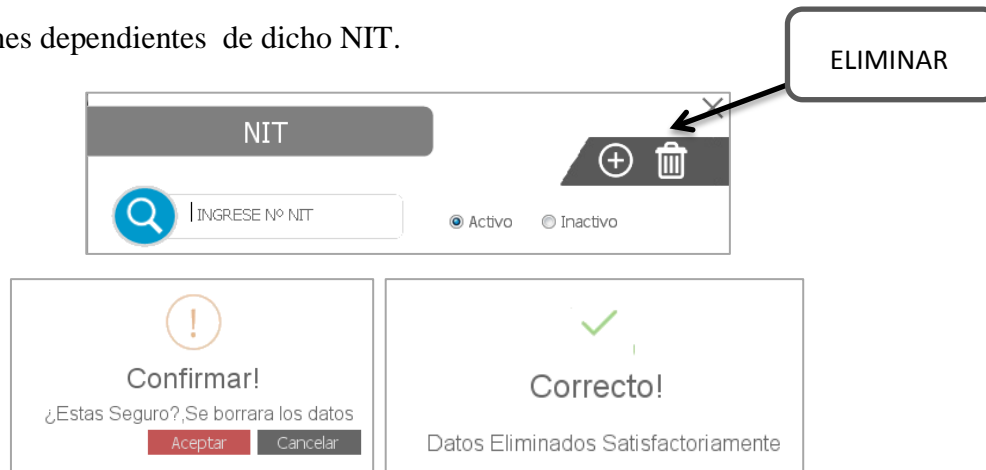 nes dependientes de dicho NIT.
ELIMINAR
NIT
INGRESE Nº NIT
Activo Inactivo
Confirmar!
¿Estas Seguro?,Se borrara los datos
Aceptar Cancelar
Correcto!
Datos Eliminados Satisfactoriamente